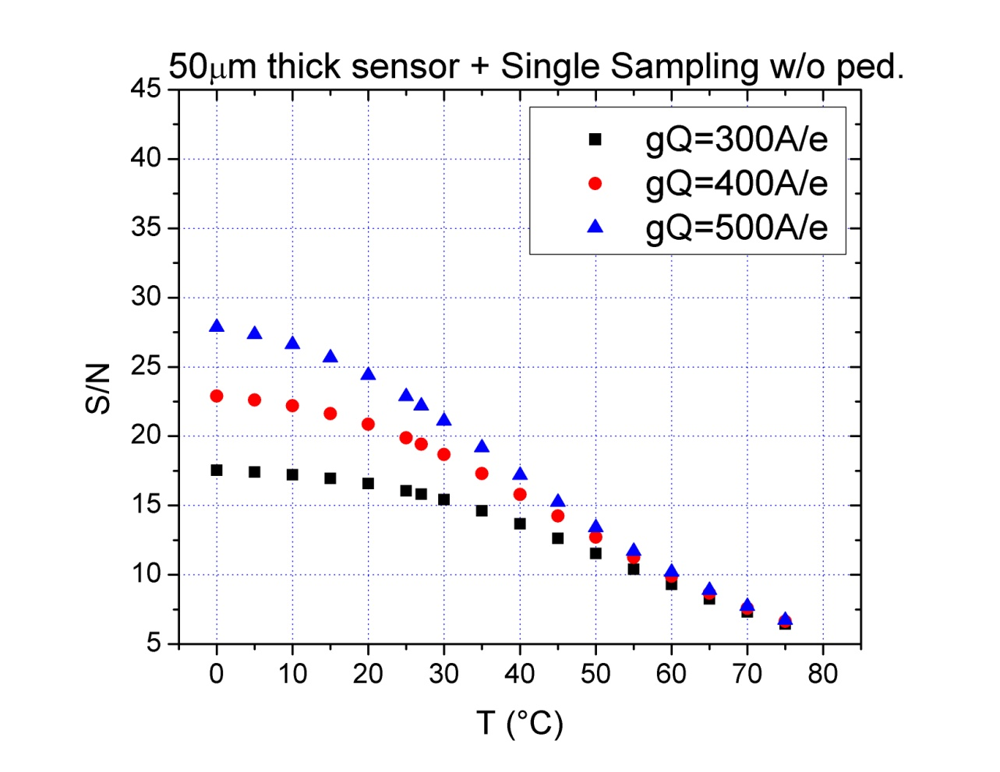 50μm thick sensor + Single Sampling w/o ped.
45
40
35
30
25
20
15
10
5
S/N
gQ=300A/e
gQ=400A/e
gQ=500A/e
0 10 20 30 40 50 60 70 80
T (°C)